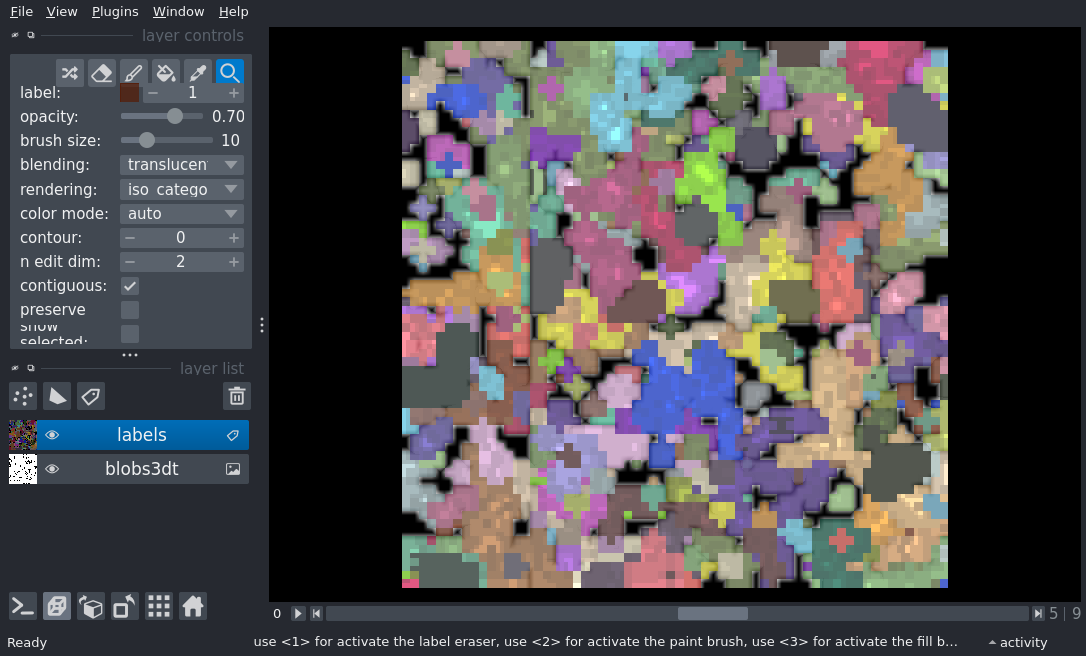 File View Plugins Window Help
layer controls
label: 1
opacity: 0.70
brush size: 10
blending: translucen
rendering: iso_catego
color mode: auto
contour: 0
n edit dim: 2
contiguous:
preserve
show
selected:
layer list
labels
blobs3dt
0 5 | 9
Ready use <1> for activate the label eraser, use <2> for activate the paint brush, use <3> for activate the fill b... activity